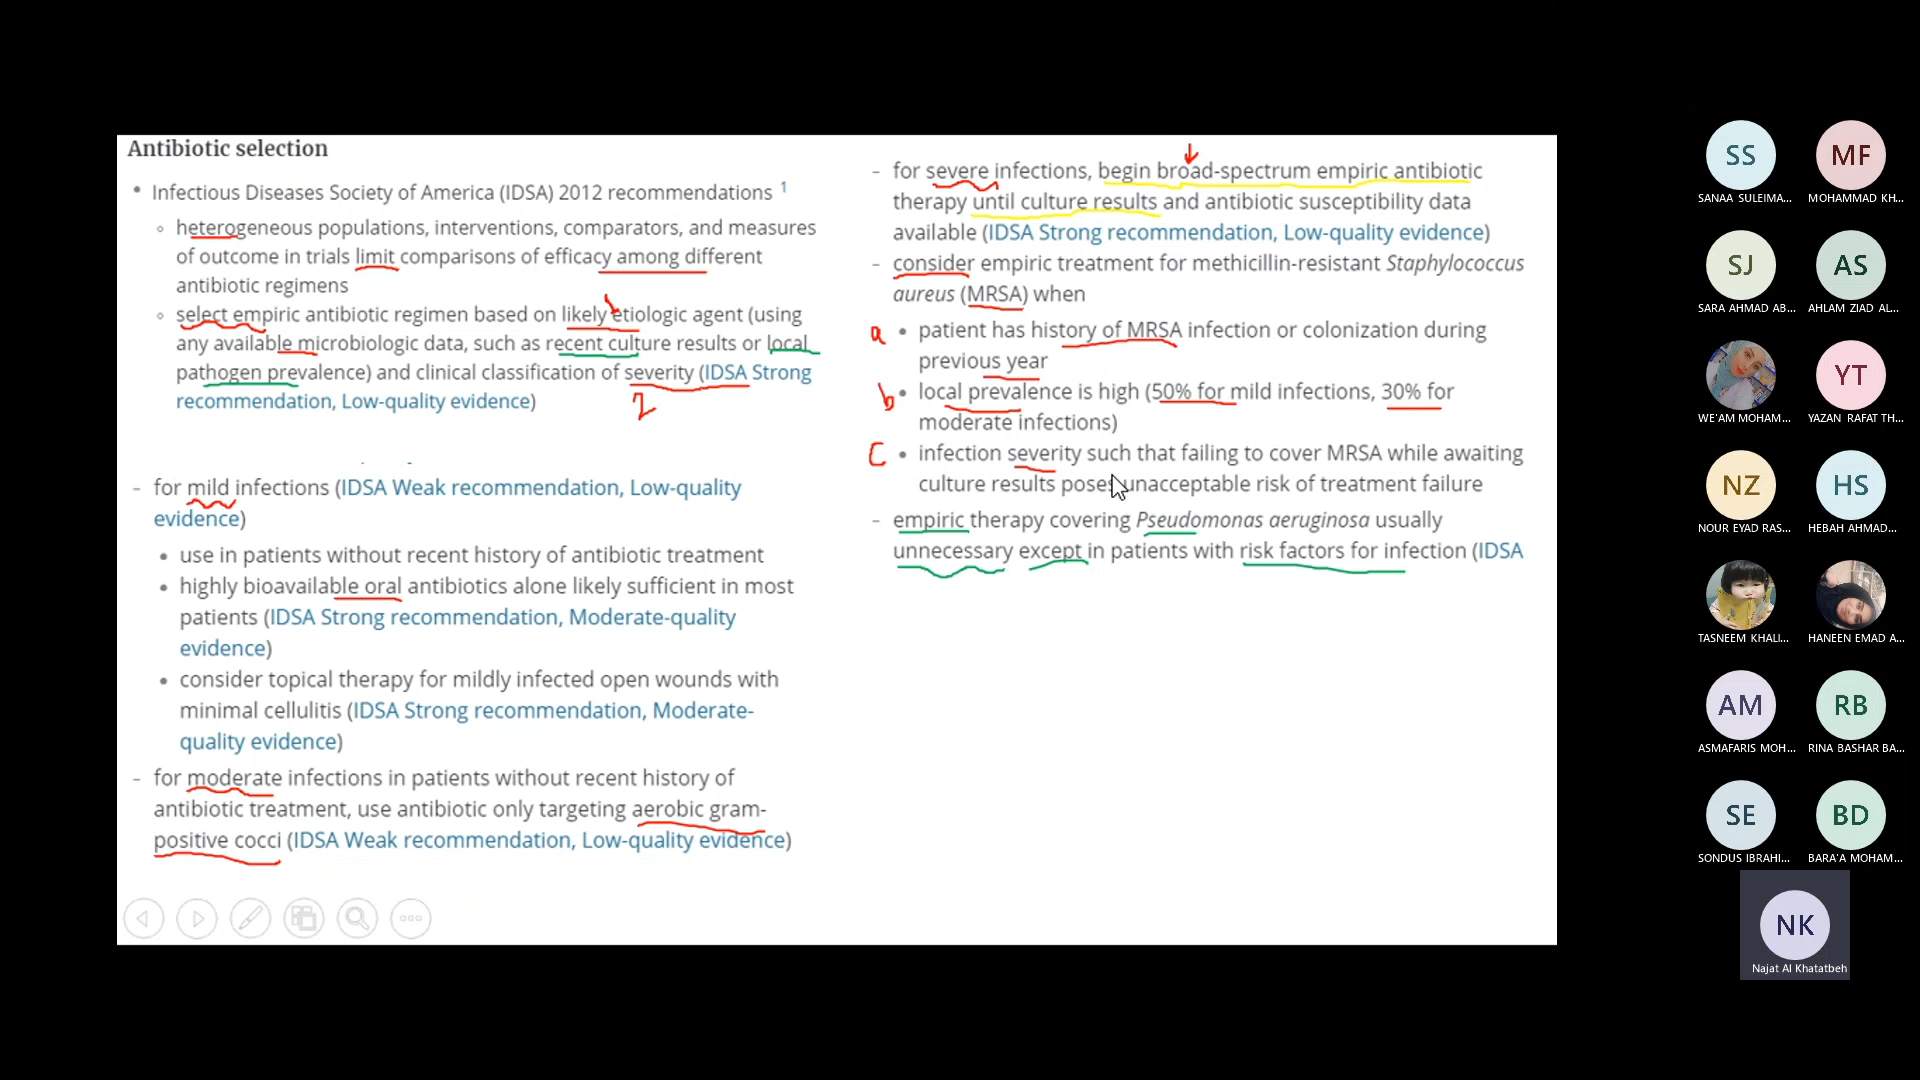 Antibiotic selection
• Infectious Diseases Society of America (IDSA) 2012 recommendations 1
◦ heterogeneous populations, interventions, comparators, and measures
of outcome in trials limit comparisons of efficacy among different
antibiotic regimens
◦ select empiric antibiotic regimen based on likely etiologic agent (using
any available microbiologic data, such as recent culture results or local
pathogen prevalence) and clinical classification of severity (IDSA Strong
recommendation, Low-quality evidence)
2
- for mild infections (IDSA Weak recommendation, Low-quality
evidence)
• use in patients without recent history of antibiotic treatment
• highly bioavailable oral antibiotics alone likely sufficient in most
patients (IDSA Strong recommendation, Moderate-quality
evidence)
• consider topical therapy for mildly infected open wounds with
minimal cellulitis (IDSA Strong recommendation, Moderate-
quality evidence)
- for moderate infections in patients without recent history of
antibiotic treatment, use antibiotic only targeting aerobic gram-
positive cocci (IDSA Weak recommendation, Low-quality evidence)
- for severe infections, begin broad-spectrum empiric antibiotic
therapy until culture results and antibiotic susceptibility data
available (IDSA Strong recommendation, Low-quality evidence)
- consider empiric treatment for methicillin-resistant Staphylococcus
aureus (MRSA) when
a • patient has history of MRSA infection or colonization during
previous year
b • local prevalence is high (50% for mild infections, 30% for
moderate infections)
C • infection severity such that failing to cover MRSA while awaiting
culture results poses unacceptable risk of treatment failure
- empiric therapy covering Pseudomonas aeruginosa usually
unnecessary except in patients with risk factors for infection (IDSA
SS
SANAA SULEIMA...
MF
MOHAMMAD KH...
SJ
SARA AHMAD AB...
AS
AHLAM ZIAD AL...
WE'AM MOHAM...
YT
YAZAN RAFAT TH...
NZ
NOUR EYAD RAS...
HS
HEBAH AHMAD...
TASNEEM KHALI...
HANEEN EMAD A...
AM
ASMAFARIS MOH...
RB
RINA BASHAR BA...
SE
SONDUS IBRAHI...
BD
BARA'A MOHAM...
NK
Najat Al Khatatbeh